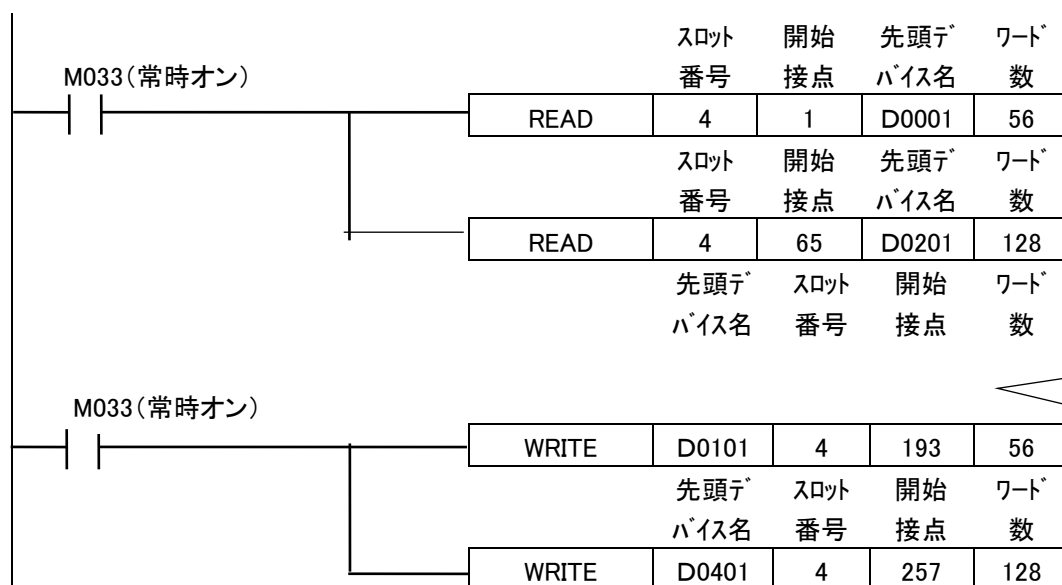 スロット 開始 先頭デ ワード
M033(常時オン) 番号 接点 バイス名 数
READ 4 1 D0001 56
スロット 開始 先頭デ ワード
番号 接点 バイス名 数
READ 4 65 D0201 128
先頭デ スロット 開始 ワード
バイス名 番号 接点 数
M033(常時オン)
WRITE D0101 4 193 56
先頭デ スロット 開始 ワード
バイス名 番号 接点 数
WRITE D0401 4 257 128